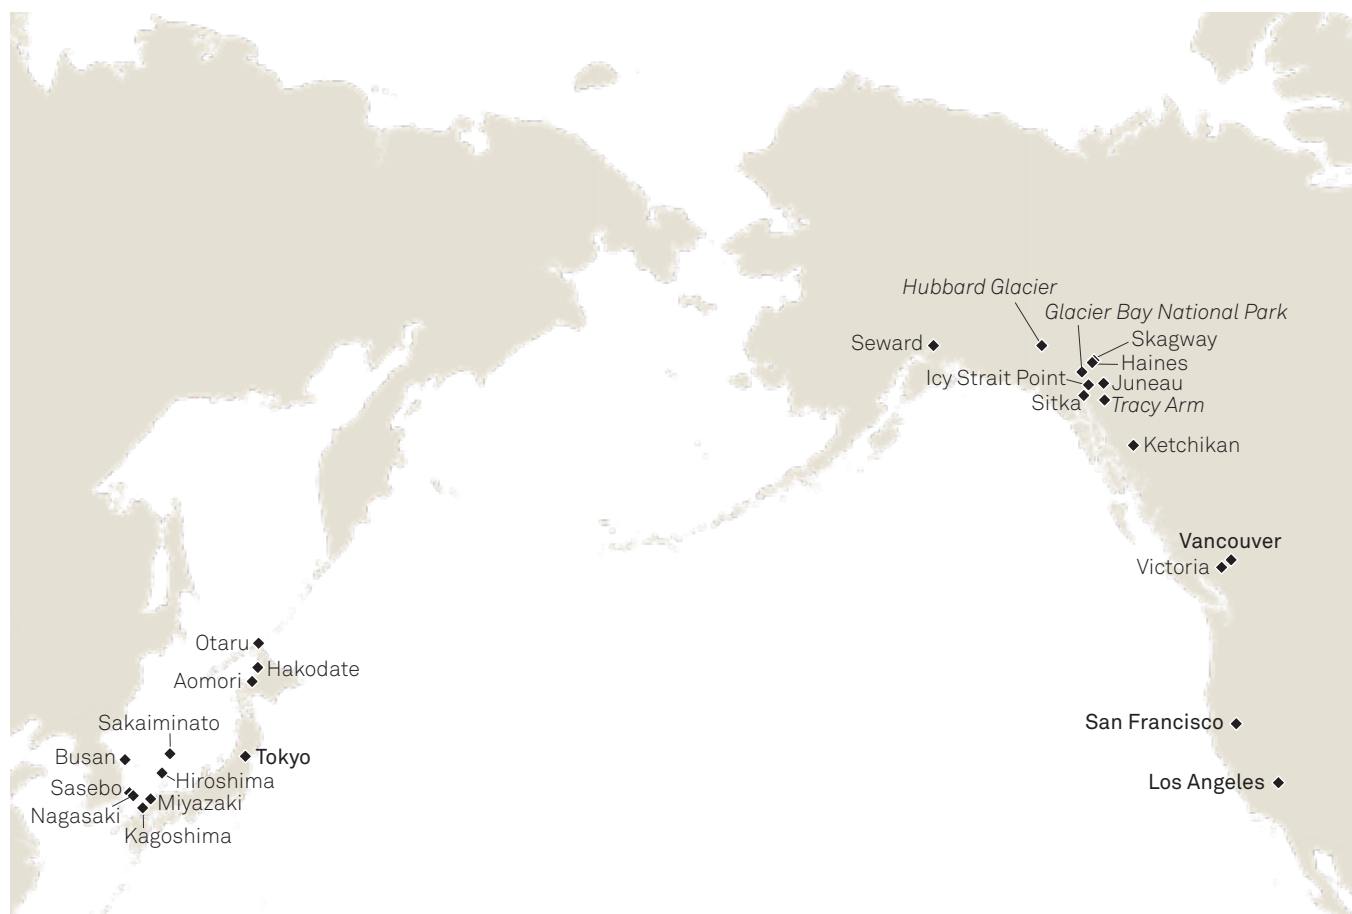 Hubbard Glacier
Glacier Bay National Park
Skagway
Seward
Haines
Icy Strait Point
Juneau
Sitka
Tracy Arm
Ketchikan
Vancouver
Victoria
Otaru
Hakodate
Aomori
Sakaiminato
San Francisco
Busan
Tokyo
Hiroshima
Los Angeles
Sasebo
Miyazaki
Nagasaki
Kagoshima